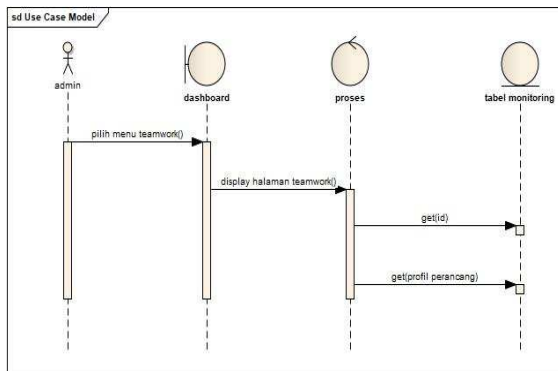 sd Use Case Model
admin
dashboard
proses
tabel monitoring
pilih menu teamwork()
display halaman teamwork()
get(id)
get(profil perancang)